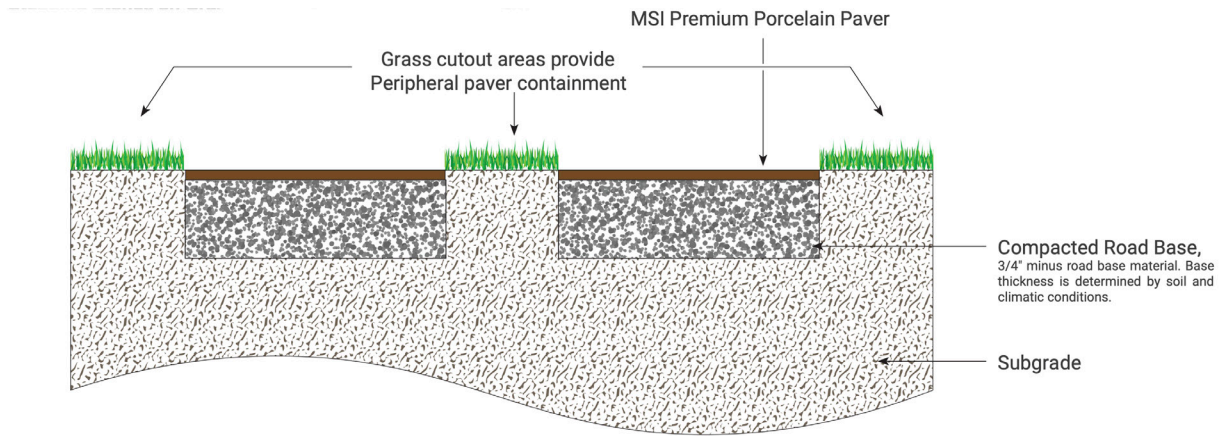 MSI Premium Porcelain Paver
Grass cutout areas provide
Peripheral paver containment
Compacted Road Base,
3/4" minus road base material. Base
thickness is determined by soil and
climatic conditions.
Subgrade